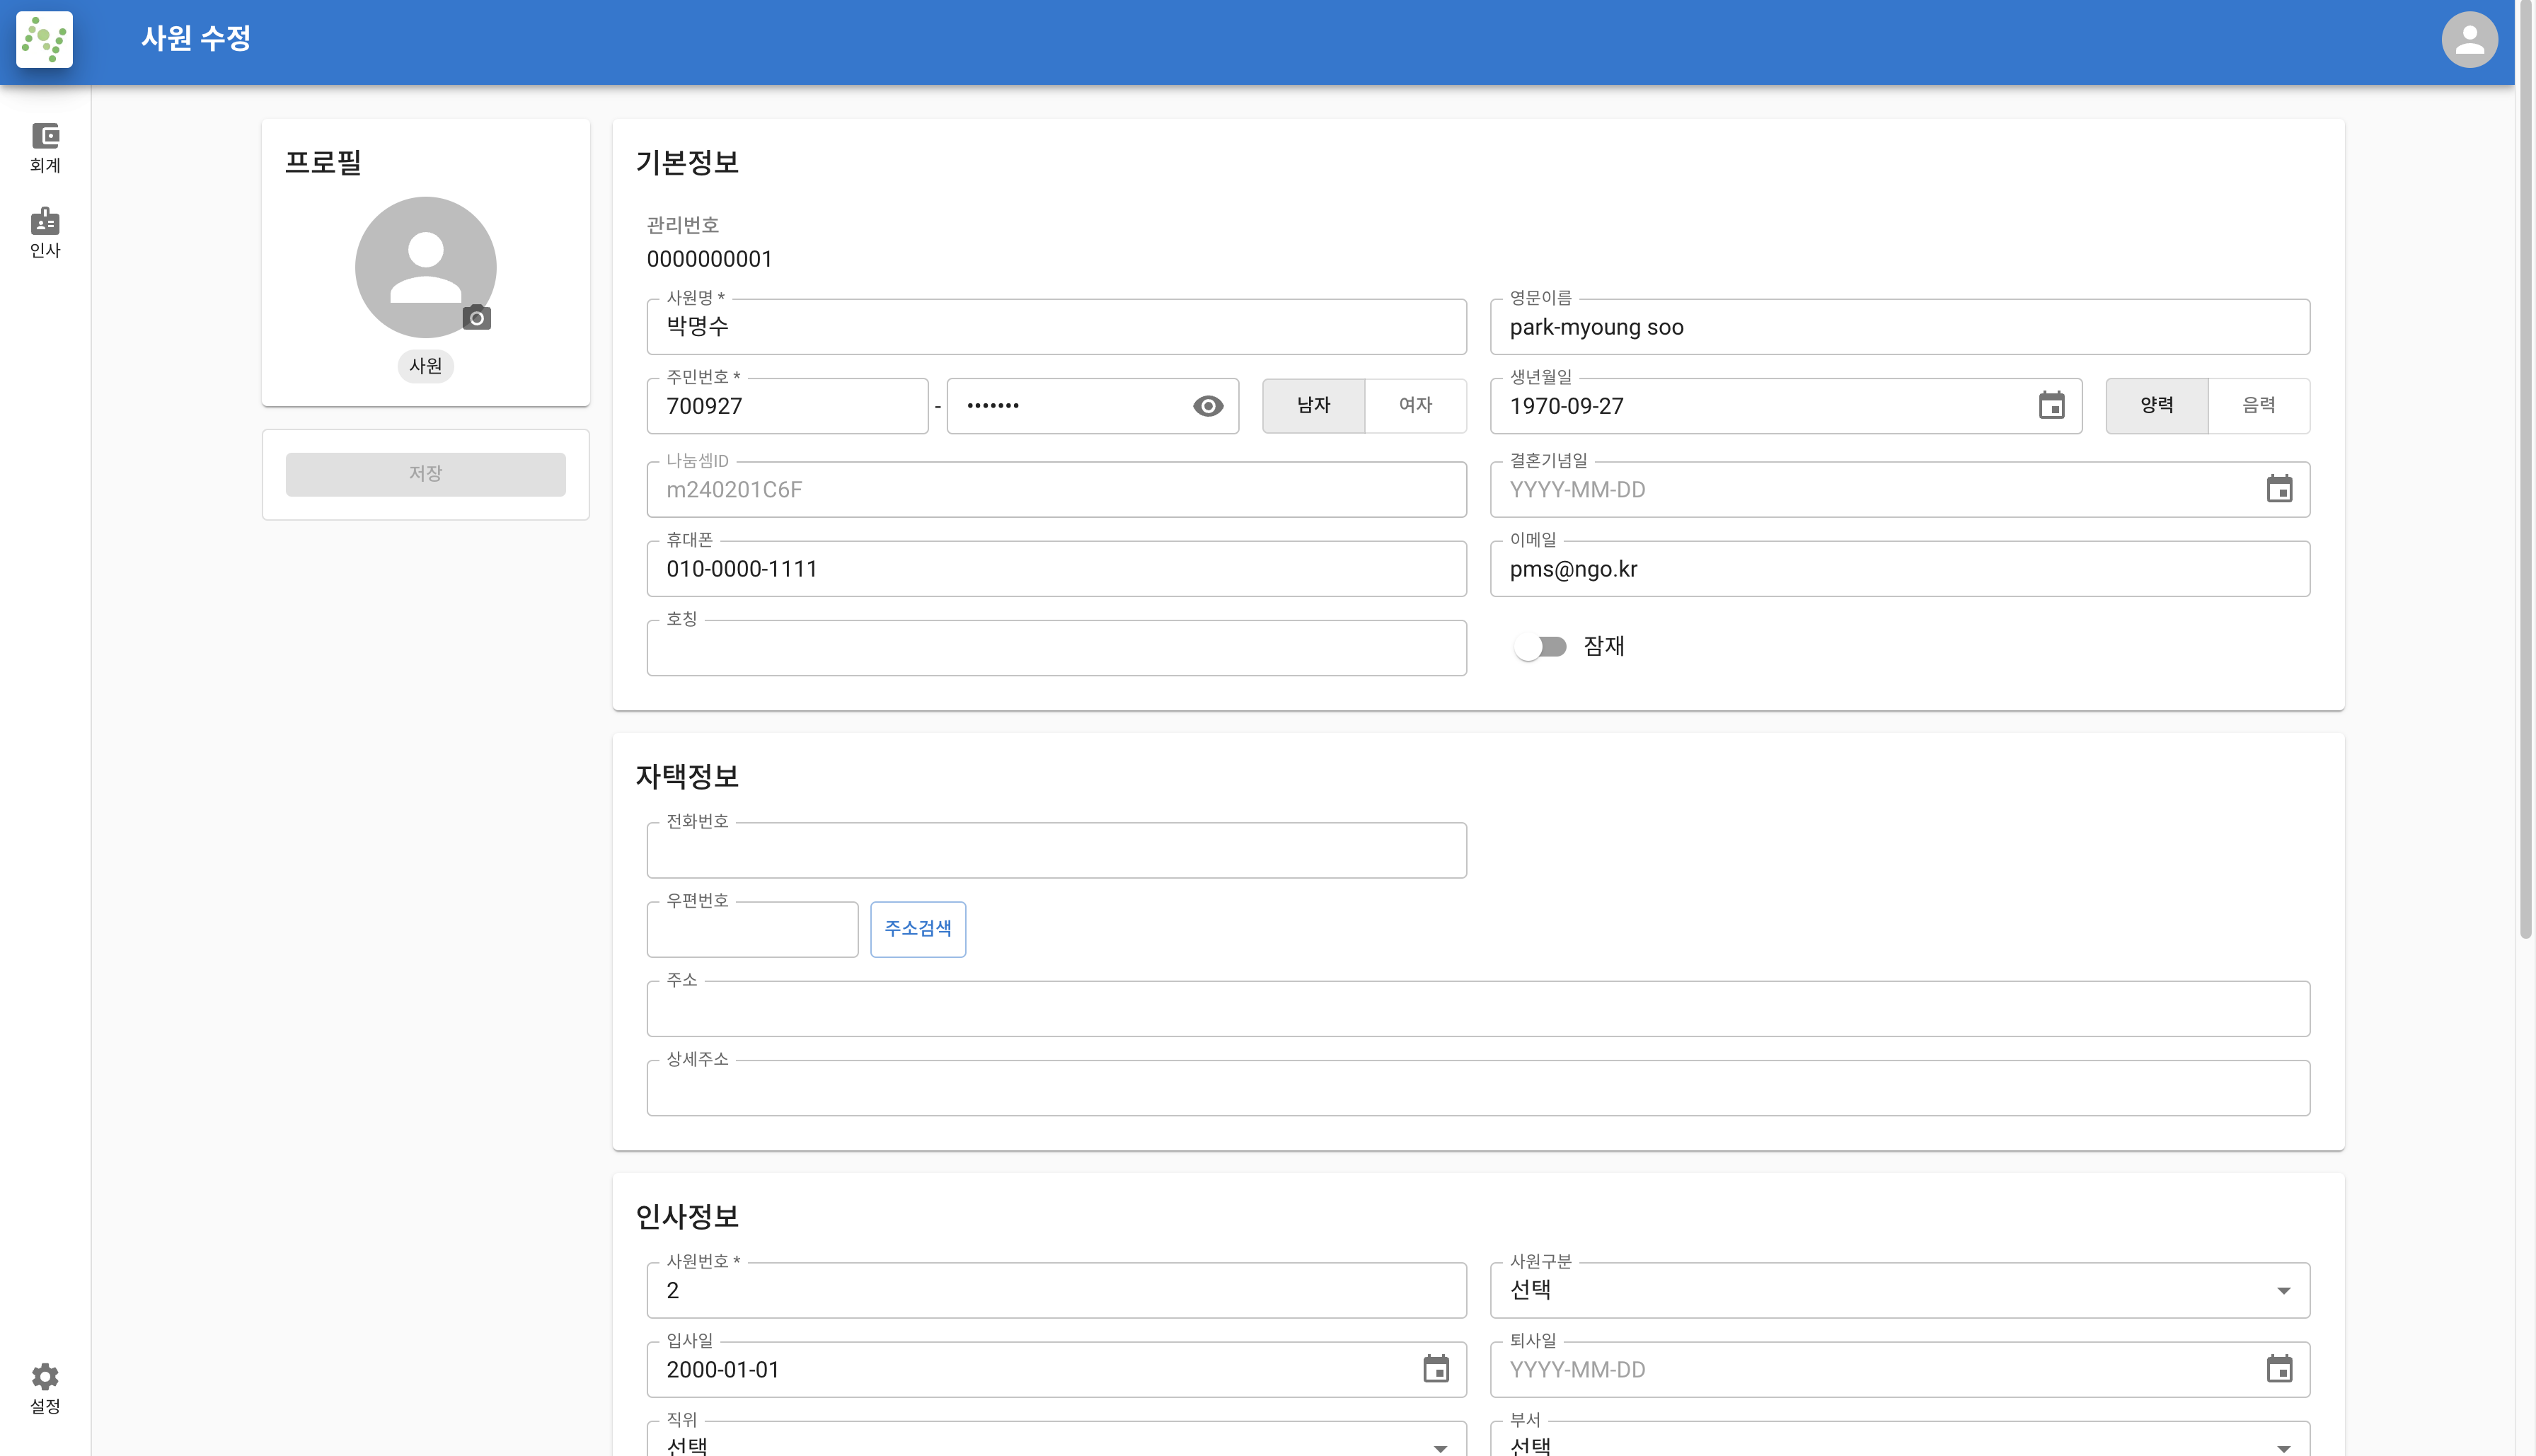 사원 수정
회계
인사
설정
프로필
사원
저장
기본정보
관리번호
0000000001
사원명 *
박명수
영문이름
park-myoung soo
주민번호 *
700927
-
•••••••
남자
여자
생년월일
1970-09-27
양력
음력
나눔셈ID
m240201C6F
결혼기념일
YYYY-MM-DD
휴대폰
010-0000-1111
이메일
pms@ngo.kr
호칭
잠재
자택정보
전화번호
우편번호
주소검색
주소
상세주소
인사정보
사원번호 *
2
사원구분
선택
입사일
2000-01-01
퇴사일
YYYY-MM-DD
직위
선택
부서
선택